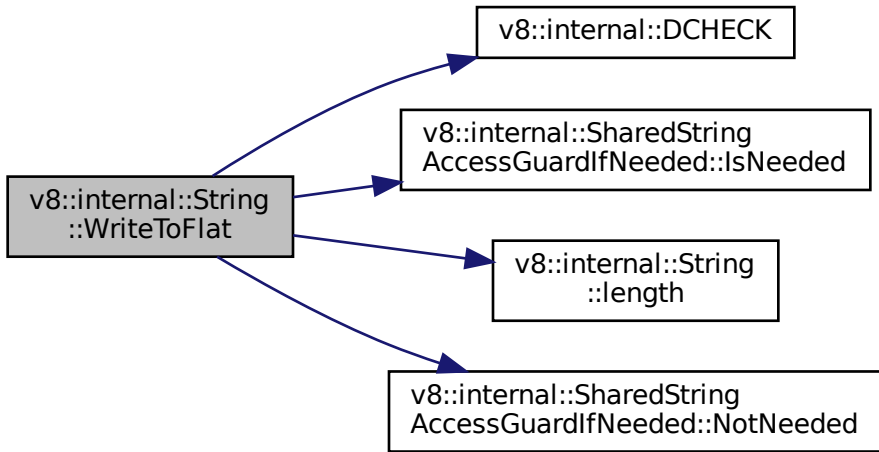 v8::internal::String
::WriteToFlat
v8::internal::DCHECK
v8::internal::SharedString
AccessGuardIfNeeded::IsNeeded
v8::internal::String
::length
v8::internal::SharedString
AccessGuardIfNeeded::NotNeeded